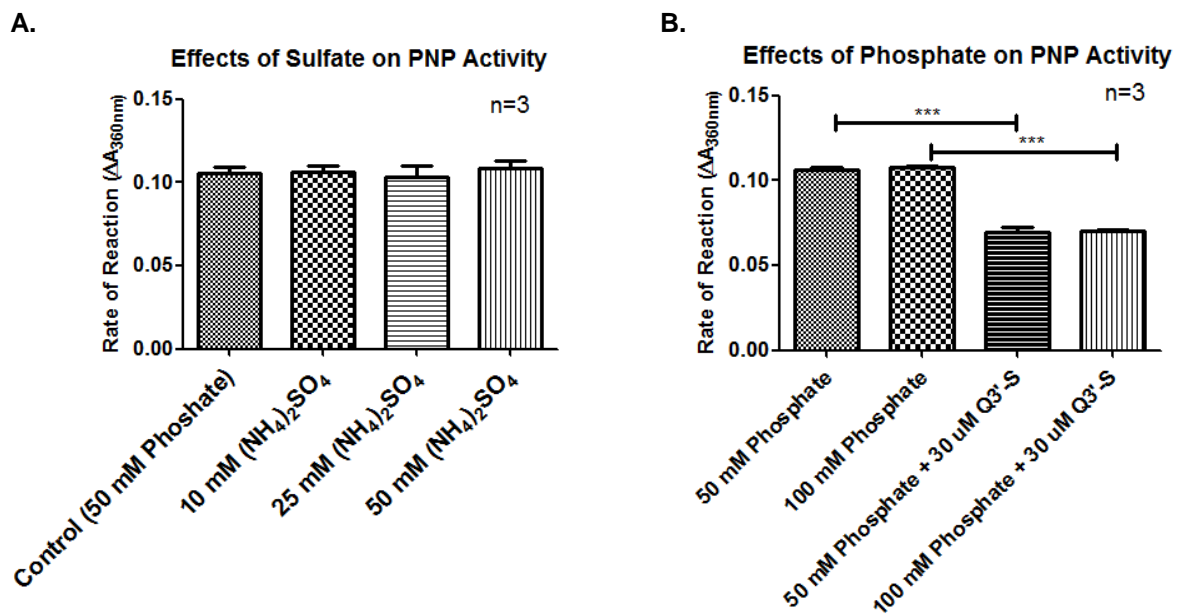 A.
Effects of Sulfate on PNP Activity
n=3
Rate of Reaction (ΔA360nm)
0.15
0.10
0.05
0.00
Control (50 mM Phoshate)
10 mM (NH4)2SO4
25 mM (NH4)2SO4
50 mM (NH4)2SO4
B.
Effects of Phosphate on PNP Activity
n=3
***
***
Rate of Reaction (ΔA360nm)
0.15
0.10
0.05
0.00
50 mM Phosphate
100 mM Phosphate
50 mM Phosphate + 30 uM Q3'-S
100 mM Phosphate + 30 uM Q3'-S